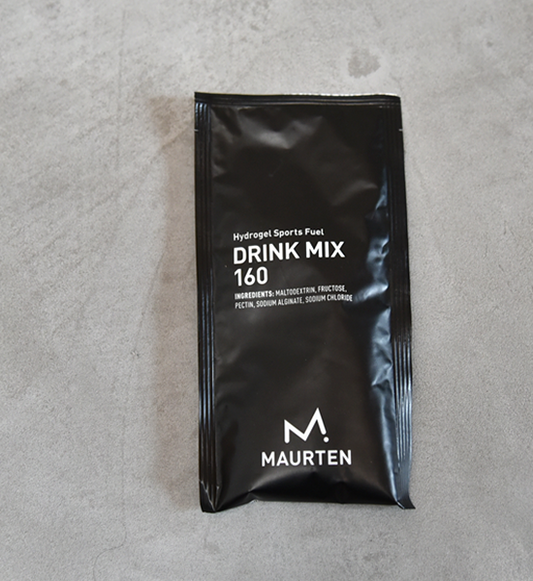 Hydrogel Sports Fuel
DRINK MIX
160
INGREDIENTS: MALTODEXTRIN, FRUCTOSE,
PECTIN, SODIUM ALGINATE, SODIUM CHLORIDE
MAURTEN